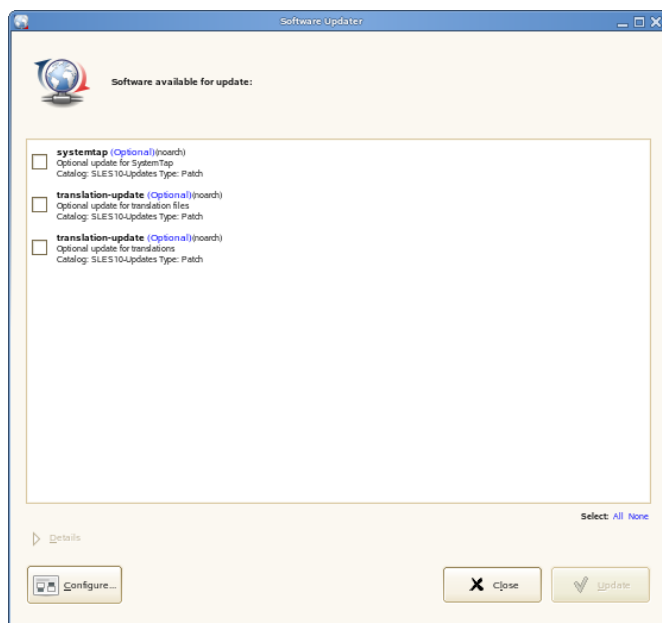 Software Updater
Software available for update:
systemtap (Optional)(noarch)
Optional update for SystemTap
Catalog: SLES10-Updates Type: Patch
translation-update (Optional)(noarch)
Optional update for translation files
Catalog: SLES10-Updates Type: Patch
translation-update (Optional)(noarch)
Optional update for translations
Catalog: SLES10-Updates Type: Patch
Select: All None
Details
Configure...
Close
Update